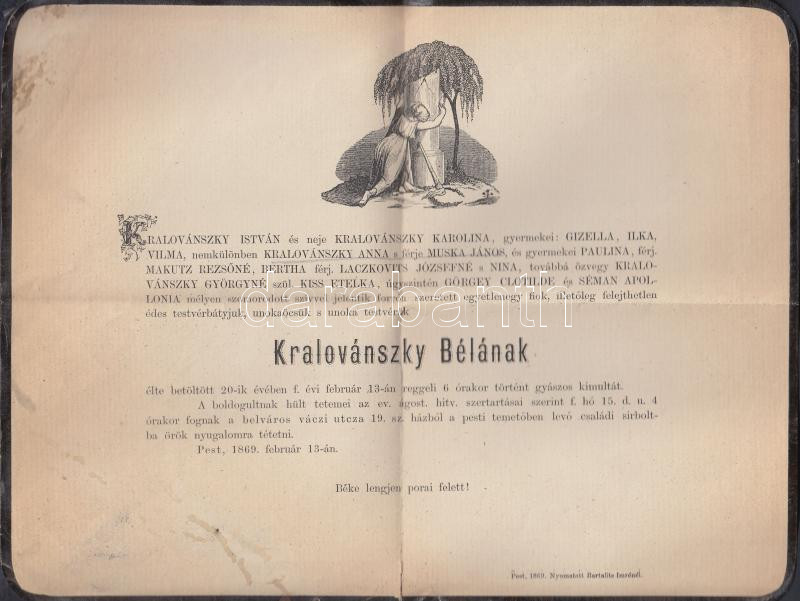 KRALOVÁNSZKY ISTVÁN és neje KRALOVÁNSZKY KAROLINA, gyermekei: GIZELLA, ILKA,
VILMA, nemkülönben KRALOVÁNSZKY ANNA s férje MUSKA JÁNOS, és gyermekei PAULINA, férj.
MAKUTZ REZSŐNÉ, BERTHA férj. LACZKOVITS JÓZSEFNÉ s NINA, továbbá özvegy KRALO-
VÁNSZKY GYÖRGYNÉ szül. KISS ETELKA, úgyszintén GÖRGEY CLOTILDE és SÉMAN APOL-
LONIA mélyen szomorodott szivvel jelentik forrón szeretett egyetlenegy fiok, illetőleg felejthetlen
édes testvérbátyjuk, unokaöcsük s unoka testvérük
Kralovánszky Bélának
élte betöltött 20-ik évében f. évi február 13-án reggeli 6 órakor történt gyászos kimultát.
A boldogultnak hült tetemei az ev. ágost. hitv. szertartásai szerint f. hó 15. d. u. 4
órakor fognak a belváros váczi utcza 19. sz. házból a pesti temetőben levő családi sirbolt-
ba örök nyugalomra tétetni.
Pest, 1869. február 13-án.
Béke lengjen porai felett!
Pest, 1869. Nyomatott Bartalits Imrénél.
darabanth